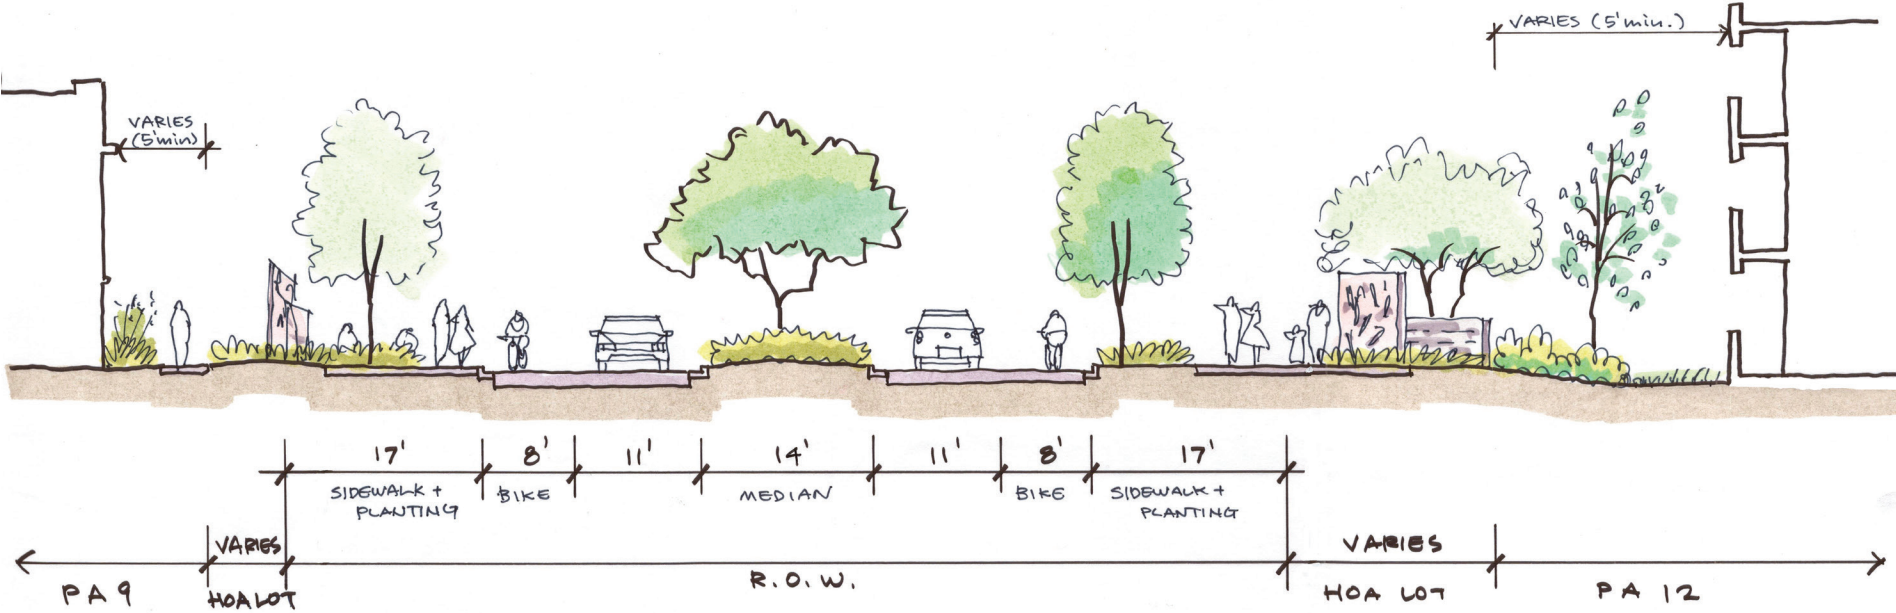 VARIES (5'min.)
VARIES
(5'min)
17' 8' 11' 14' 11' 8' 17'
SIDEWALK + PLANTING
BIKE
MEDIAN
BIKE
SIDEWALK + PLANTING
VARIES
VARIES
PA 9
HOA LOT
R.O.W.
HOA LOT
PA 12